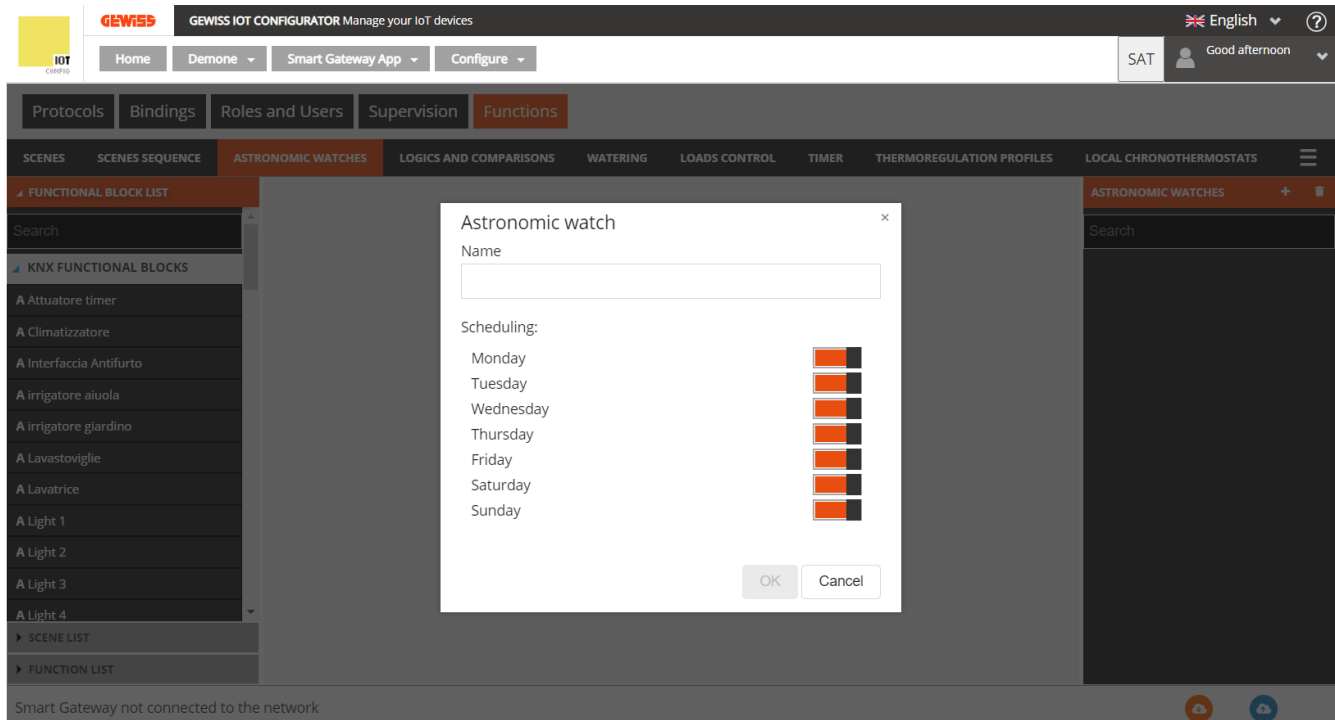 GEWISS
GEWISS IOT CONFIGURATOR Manage your IoT devices
English
?
IOT
CONFIG
Home
Demone
Smart Gateway App
Configure
SAT
Good afternoon
Protocols
Bindings
Roles and Users
Supervision
Functions
SCENES
SCENES SEQUENCE
ASTRONOMIC WATCHES
LOGICS AND COMPARISONS
WATERING
LOADS CONTROL
TIMER
THERMOREGULATION PROFILES
LOCAL CHRONOTHERMOSTATS
FUNCTIONAL BLOCK LIST
Search
KNX FUNCTIONAL BLOCKS
A Attuatore timer
A Climatizzatore
A Interfaccia Antifurto
A irrigatore aiuola
A irrigatore giardino
A Lavastoviglie
A Lavatrice
A Light 1
A Light 2
A Light 3
A Light 4
SCENE LIST
FUNCTION LIST
Astronomic watch
×
Name
Scheduling:
Monday
Tuesday
Wednesday
Thursday
Friday
Saturday
Sunday
OK
Cancel
ASTRONOMIC WATCHES
+
Search
Smart Gateway not connected to the network